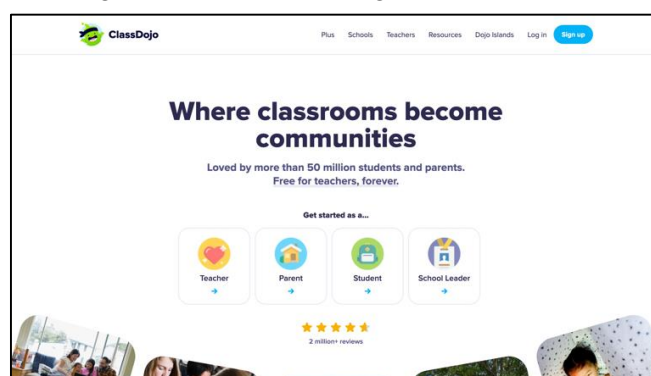 ClassDojo
Plus Schools Teachers Resources Dojo Islands Log in Sign up
Where classrooms become
communities
Loved by more than 50 million students and parents.
Free for teachers, forever.
Get started as a...
Teacher Parent Student School Leader
2 million+ reviews